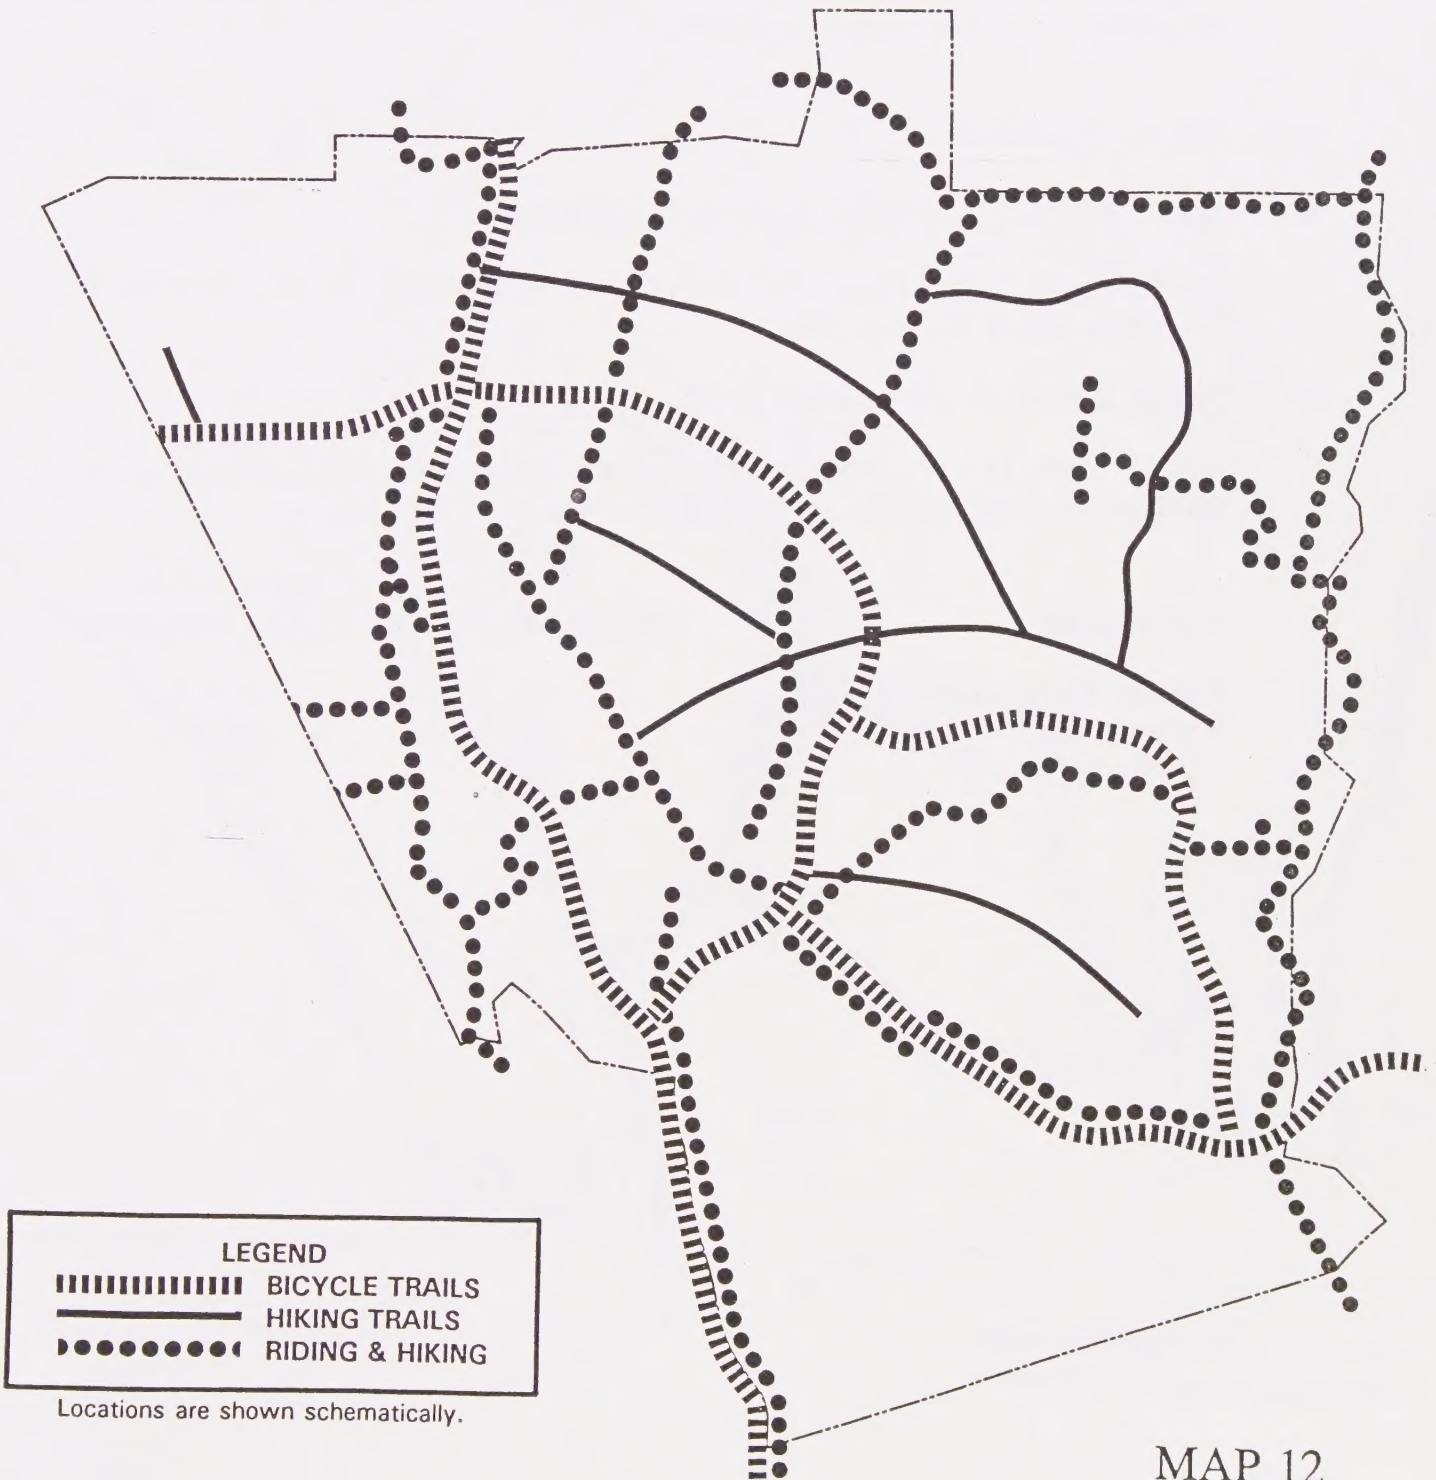 LEGEND
BICYCLE TRAILS
HIKING TRAILS
RIDING & HIKING
Locations are shown schematically.
MAP 12